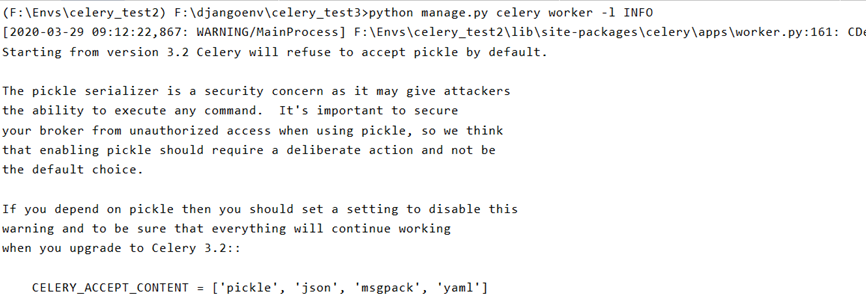 (F:\Envs\celery_test2) F:\djangoenv\celery_test3>python manage.py celery worker -l INFO
[2020-03-29 09:12:22,867: WARNING/MainProcess] F:\Envs\celery_test2\lib\site-packages\celery\apps\worker.py:161: CDe
Starting from version 3.2 Celery will refuse to accept pickle by default.
The pickle serializer is a security concern as it may give attackers
the ability to execute any command.  It's important to secure
your broker from unauthorized access when using pickle, so we think
that enabling pickle should require a deliberate action and not be
the default choice.
If you depend on pickle then you should set a setting to disable this
warning and to be sure that everything will continue working
when you upgrade to Celery 3.2::
CELERY_ACCEPT_CONTENT = ['pickle', 'json', 'msgpack', 'yaml']